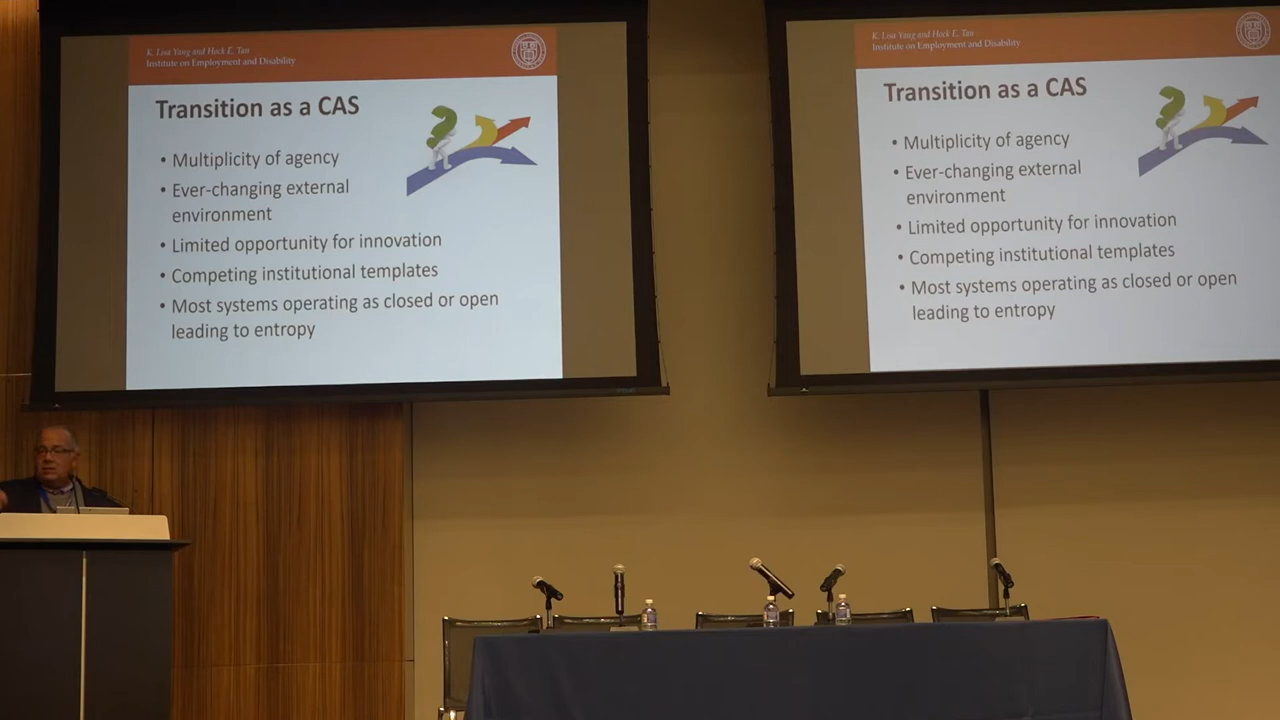 K. Lisa Yang and Hock E. Tan
Institute on Employment and Disability
Transition as a CAS
• Multiplicity of agency
• Ever-changing external
environment
• Limited opportunity for innovation
• Competing institutional templates
• Most systems operating as closed or open
leading to entropy
K. Lisa Yang and Hock E. Tan
Institute on Employment and Disability
Transition as a CAS
• Multiplicity of agency
• Ever-changing external
environment
• Limited opportunity for innovation
• Competing institutional templates
• Most systems operating as closed or open
leading to entropy